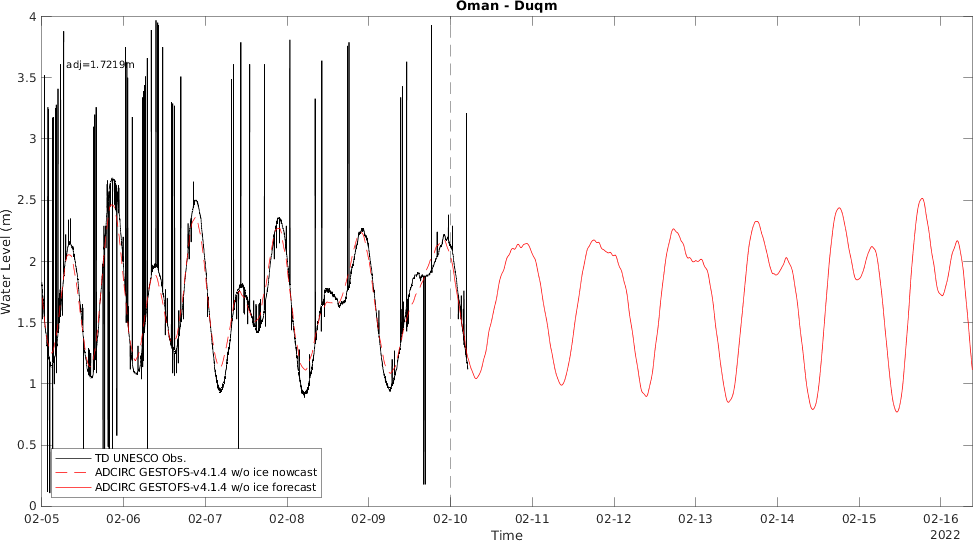 Oman - Duqm
adj=1.7219m
Water Level (m)
4
3.5
3
2.5
2
1.5
1
0.5
0
TD UNESCO Obs.
ADCIRC GESTOFS-v4.1.4 w/o ice nowcast
ADCIRC GESTOFS-v4.1.4 w/o ice forecast
02-05 02-06 02-07 02-08 02-09 02-10 02-11 02-12 02-13 02-14 02-15 02-16
Time
2022